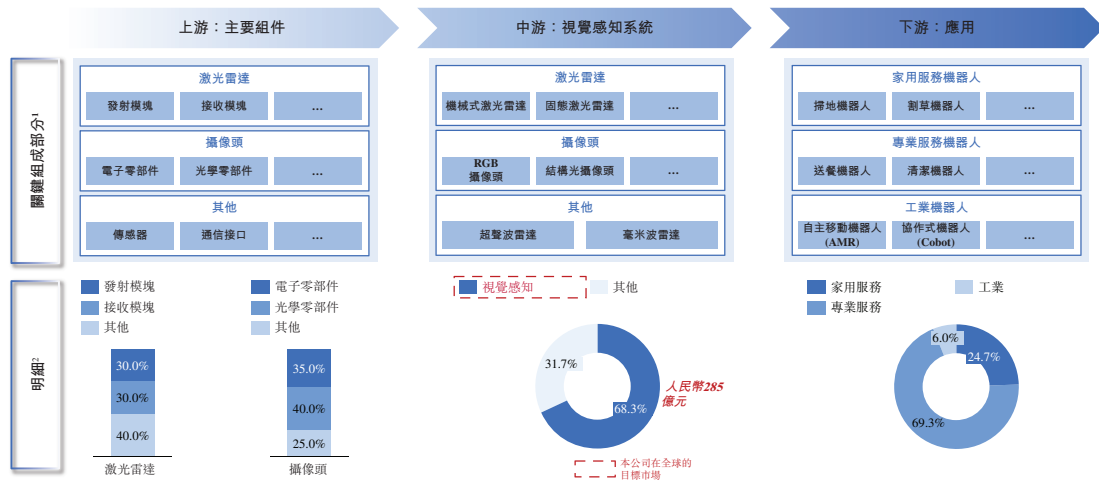 上游：主要組件
中游：視覺感知系統
下游：應用
關鍵組成部分1
激光雷達
發射模塊
接收模塊
...
攝像頭
電子零部件
光學零部件
...
其他
傳感器
通信接口
...
激光雷達
機械式激光雷達
固態激光雷達
...
攝像頭
RGB
攝像頭
結構光攝像頭
...
其他
超聲波雷達
毫米波雷達
家用服務機器人
掃地機器人
割草機器人
...
專業服務機器人
送餐機器人
清潔機器人
...
工業機器人
自主移動機器人
(AMR)
協作式機器人
(Cobot)
...
明細2
發射模塊
接收模塊
其他
30.0%
30.0%
40.0%
激光雷達
電子零部件
光學零部件
其他
35.0%
40.0%
25.0%
攝像頭
視覺感知
其他
31.7%
68.3%
人民幣285
億元
本公司在全球的
目標市場
家用服務
工業
專業服務
6.0%
24.7%
69.3%